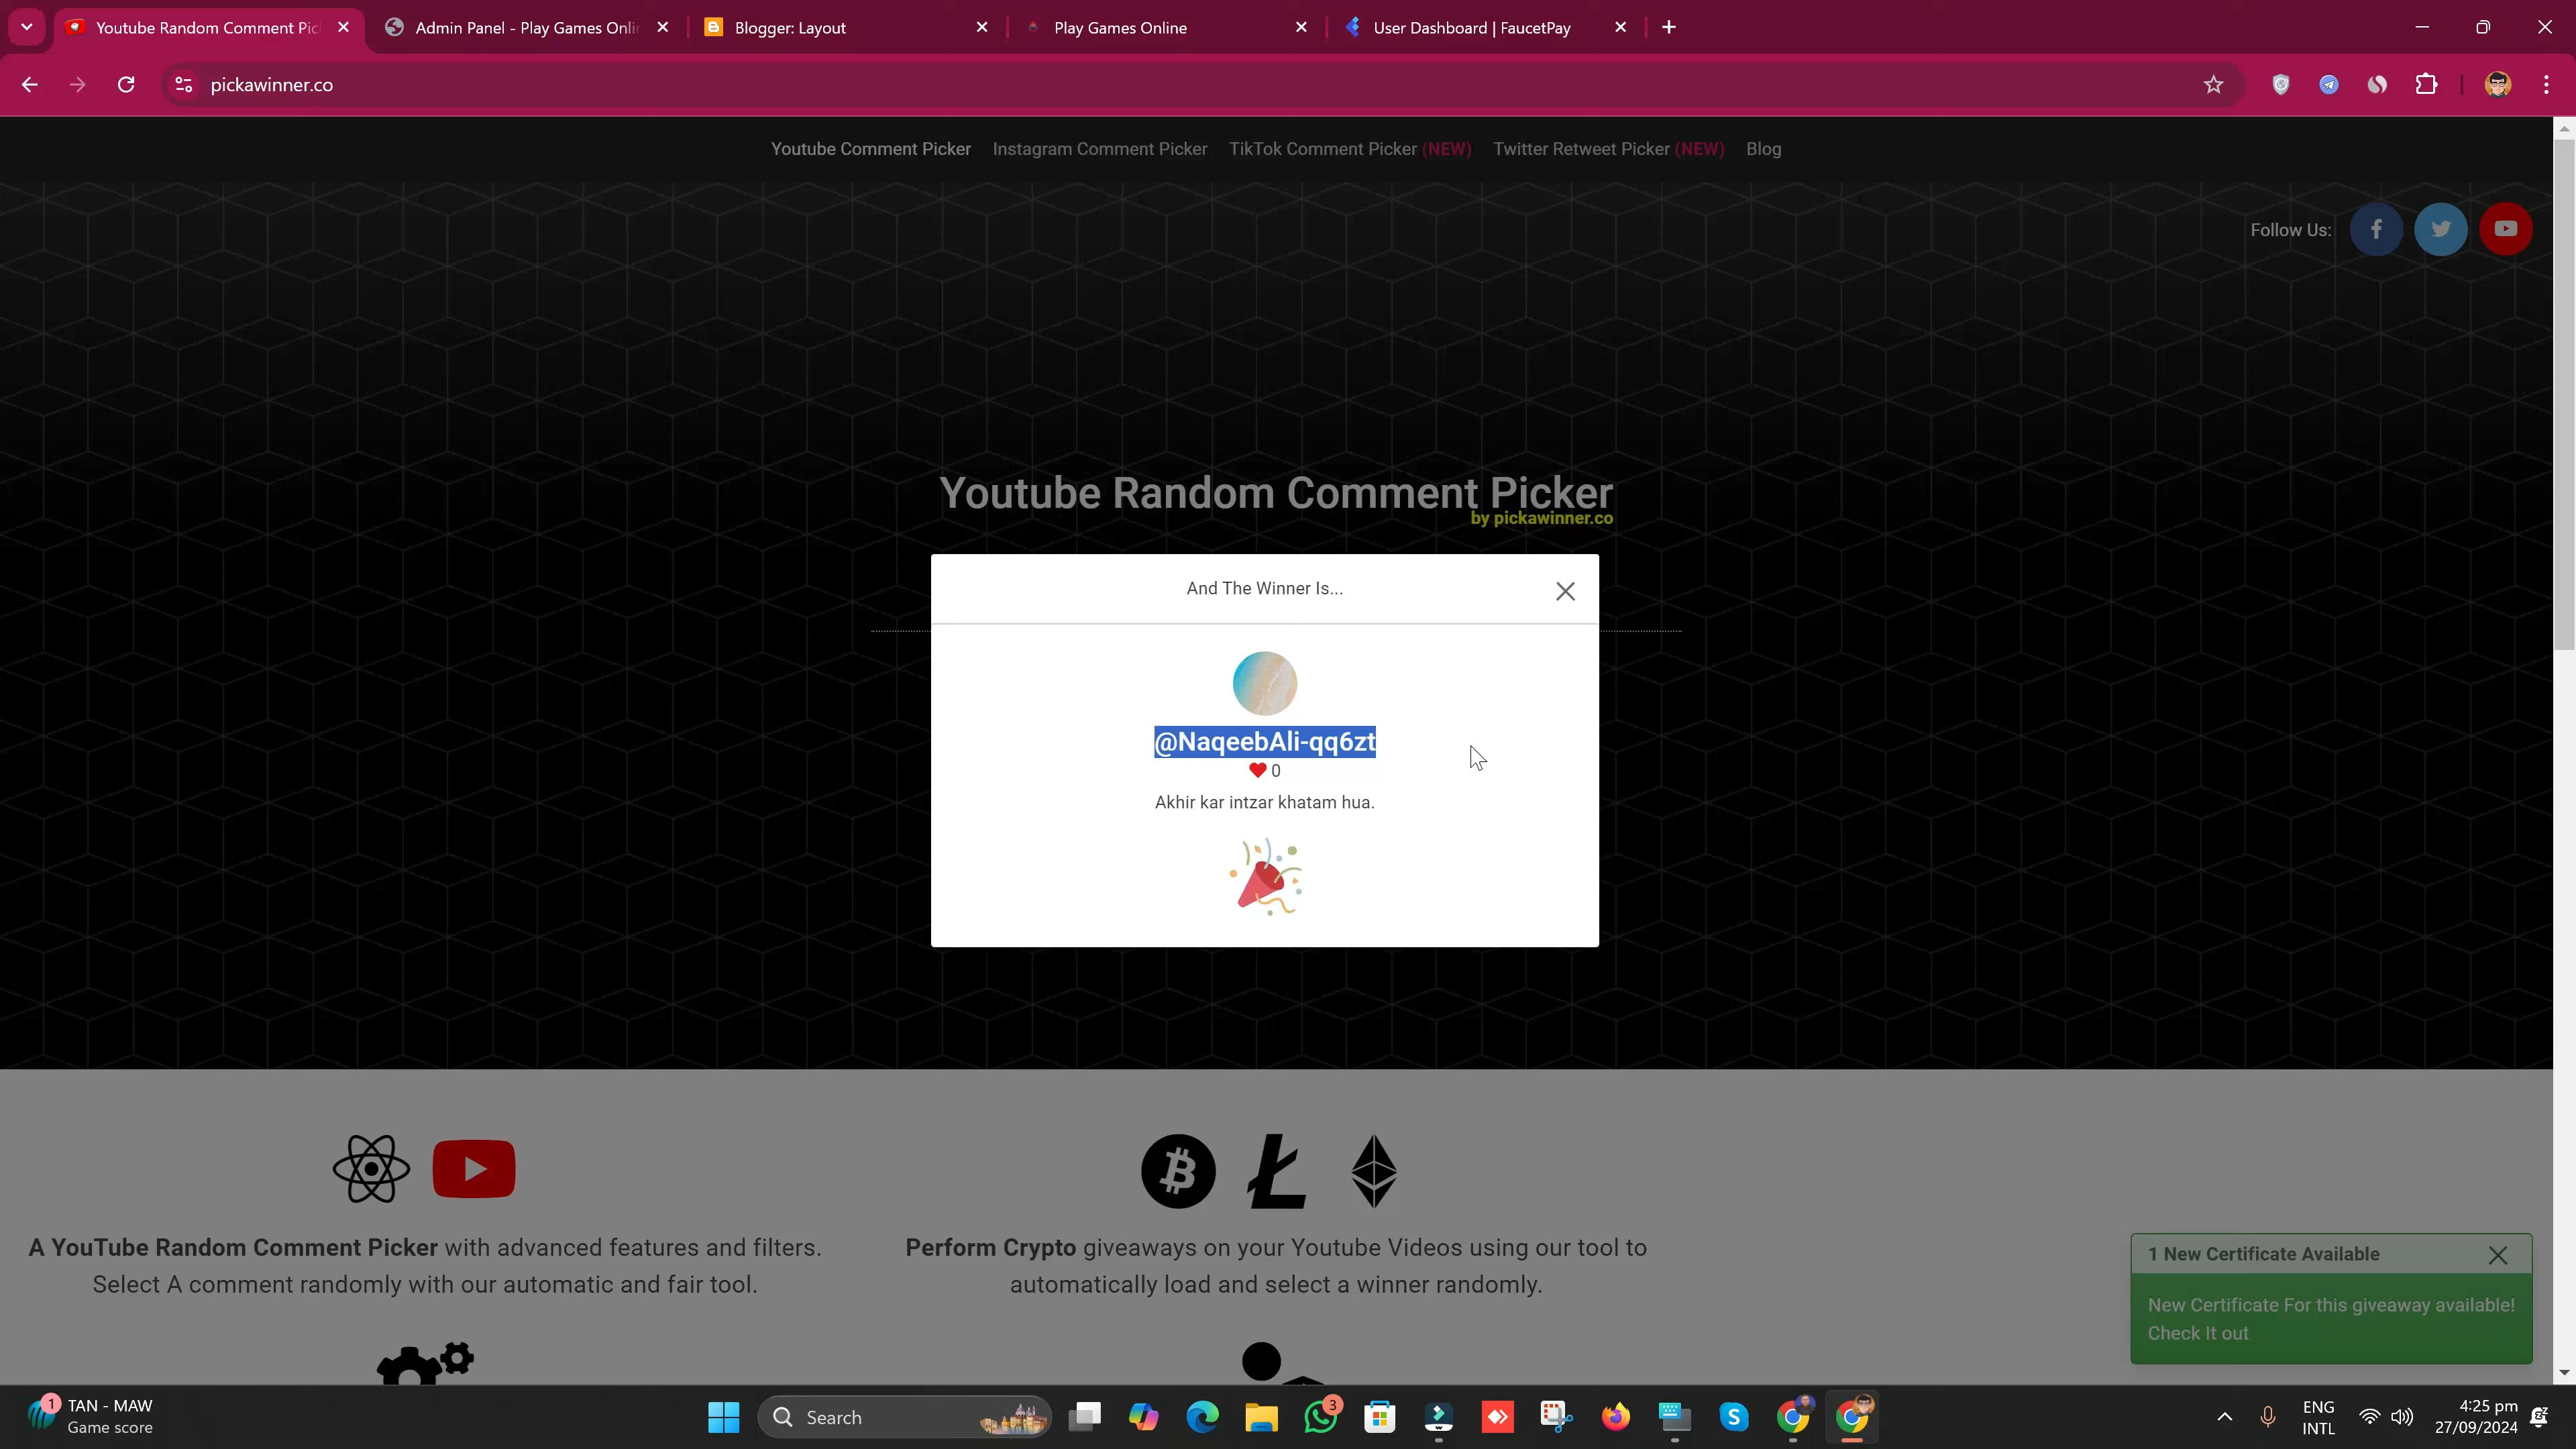 Youtube Random Comment Pic
Admin Panel - Play Games Onli
Blogger: Layout
Play Games Online
User Dashboard | FaucetPay
pickawinner.co
Youtube Comment Picker
Instagram Comment Picker
TikTok Comment Picker (NEW)
Twitter Retweet Picker (NEW)
Blog
Follow Us:
Youtube Random Comment Picker
by pickawinner.co
And The Winner Is...
@NaqeebAli-qq6zt
0
Akhir kar intzar khatam hua.
A YouTube Random Comment Picker with advanced features and filters.
Select A comment randomly with our automatic and fair tool.
Perform Crypto giveaways on your Youtube Videos using our tool to
automatically load and select a winner randomly.
1 New Certificate Available
New Certificate For this giveaway available!
Check It out
1
TAN - MAW
Game score
Search
3
ENG
INTL
4:25 pm
27/09/2024